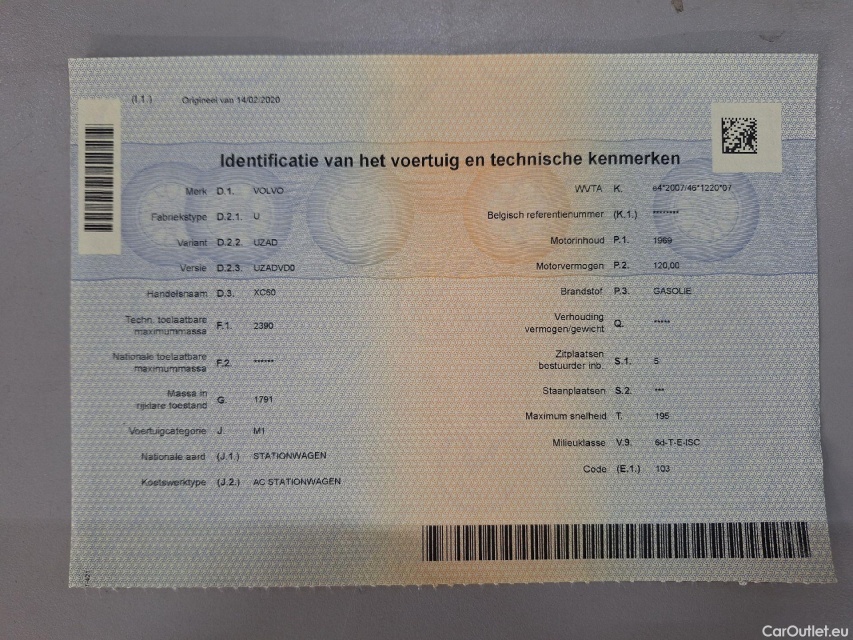 (I.1.) Origineel van 14/02/2020
Identificatie van het voertuig en technische kenmerken
Merk D.1. VOLVO
Fabriekstype D.2.1. U
Variant D.2.2. UZAD
Versie D.2.3. UZADVD0
Handelsnaam D.3. XC60
Techn. toelaatbare
maximummassa F.1. 2390
Nationale toelaatbare
maximummassa F.2. ******
Massa in
rijklare toestand G. 1791
Voertuigcategorie J. M1
Nationale aard (J.1.) STATIONWAGEN
Koetswerktype (J.2.) AC STATIONWAGEN
WVTA K. e4*2007/46*1220*07
Belgisch referentienummer (K.1.) ********
Motorinhoud P.1. 1969
Motorvermogen P.2. 120,00
Brandstof P.3. GASOLIE
Verhouding
vermogen/gewicht Q. *****
Zitplaatsen
bestuurder inb. S.1. 5
Staanplaatsen S.2. ***
Maximum snelheid T. 195
Milieuklasse V.9. 6d-T-E-ISC
Code (E.1.) 103
CarOutlet.eu